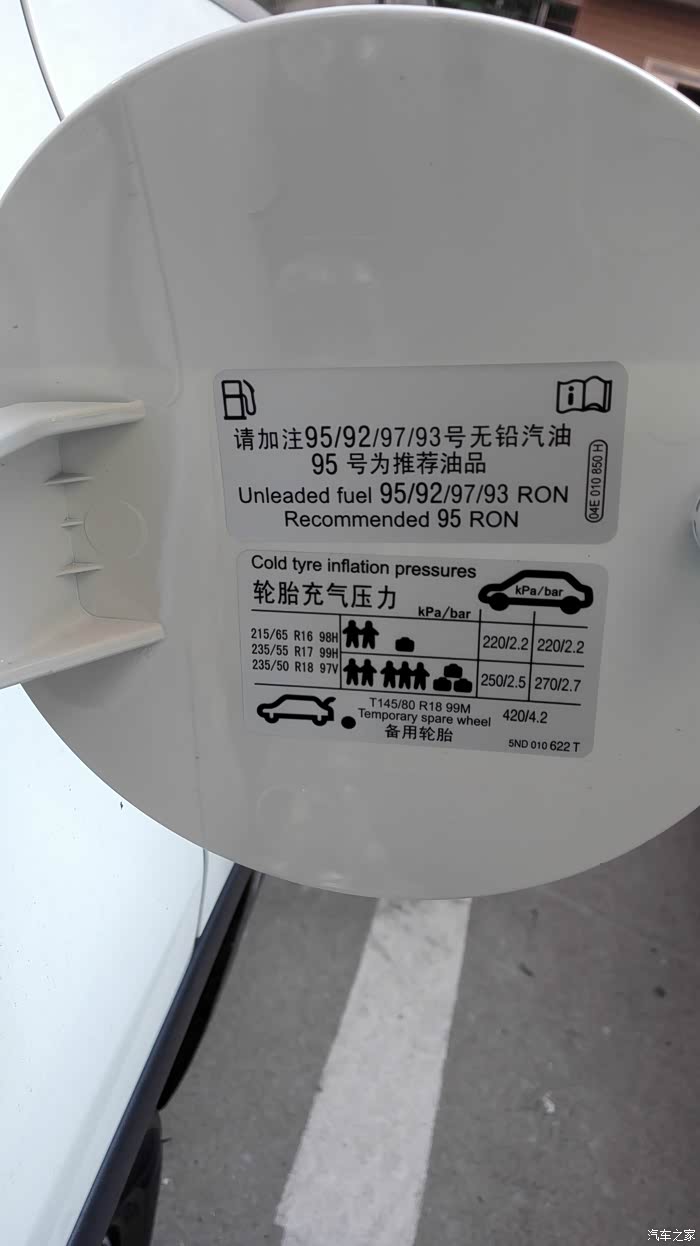 请加注95/92/97/93号无铅汽油
95 号为推荐油品
Unleaded fuel 95/92/97/93 RON
Recommended 95 RON
04E 010 850 H
Cold tyre inflation pressures
轮胎充气压力
kPa/bar
kPa/bar
215/65 R16 98H
235/55 R17 99H
235/50 R18 97V
220/2.2 220/2.2
250/2.5 270/2.7
T145/80 R18 99M
Temporary spare wheel 420/4.2
备用轮胎
5ND 010 622 T
汽车之家